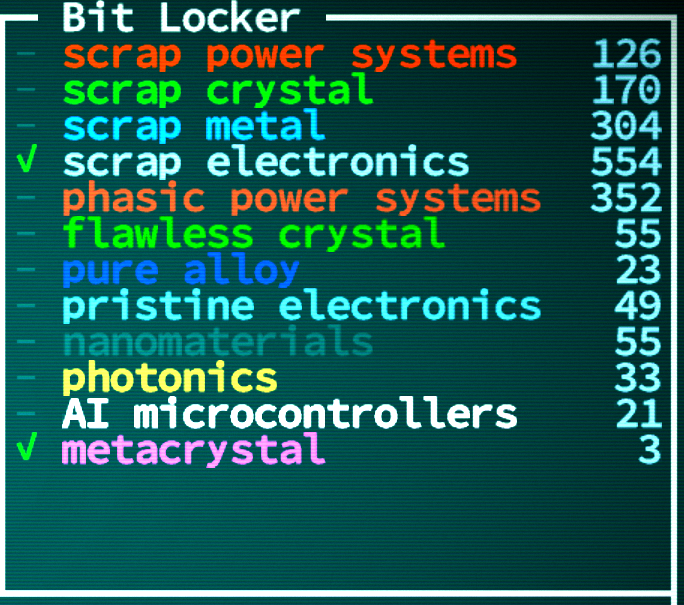 Bit Locker
– scrap power systems 126
– scrap crystal 170
– scrap metal 304
√ scrap electronics 554
– phasic power systems 352
– flawless crystal 55
– pure alloy 23
– pristine electronics 49
– nanomaterials 55
– photonics 33
– AI microcontrollers 21
√ metacrystal 3